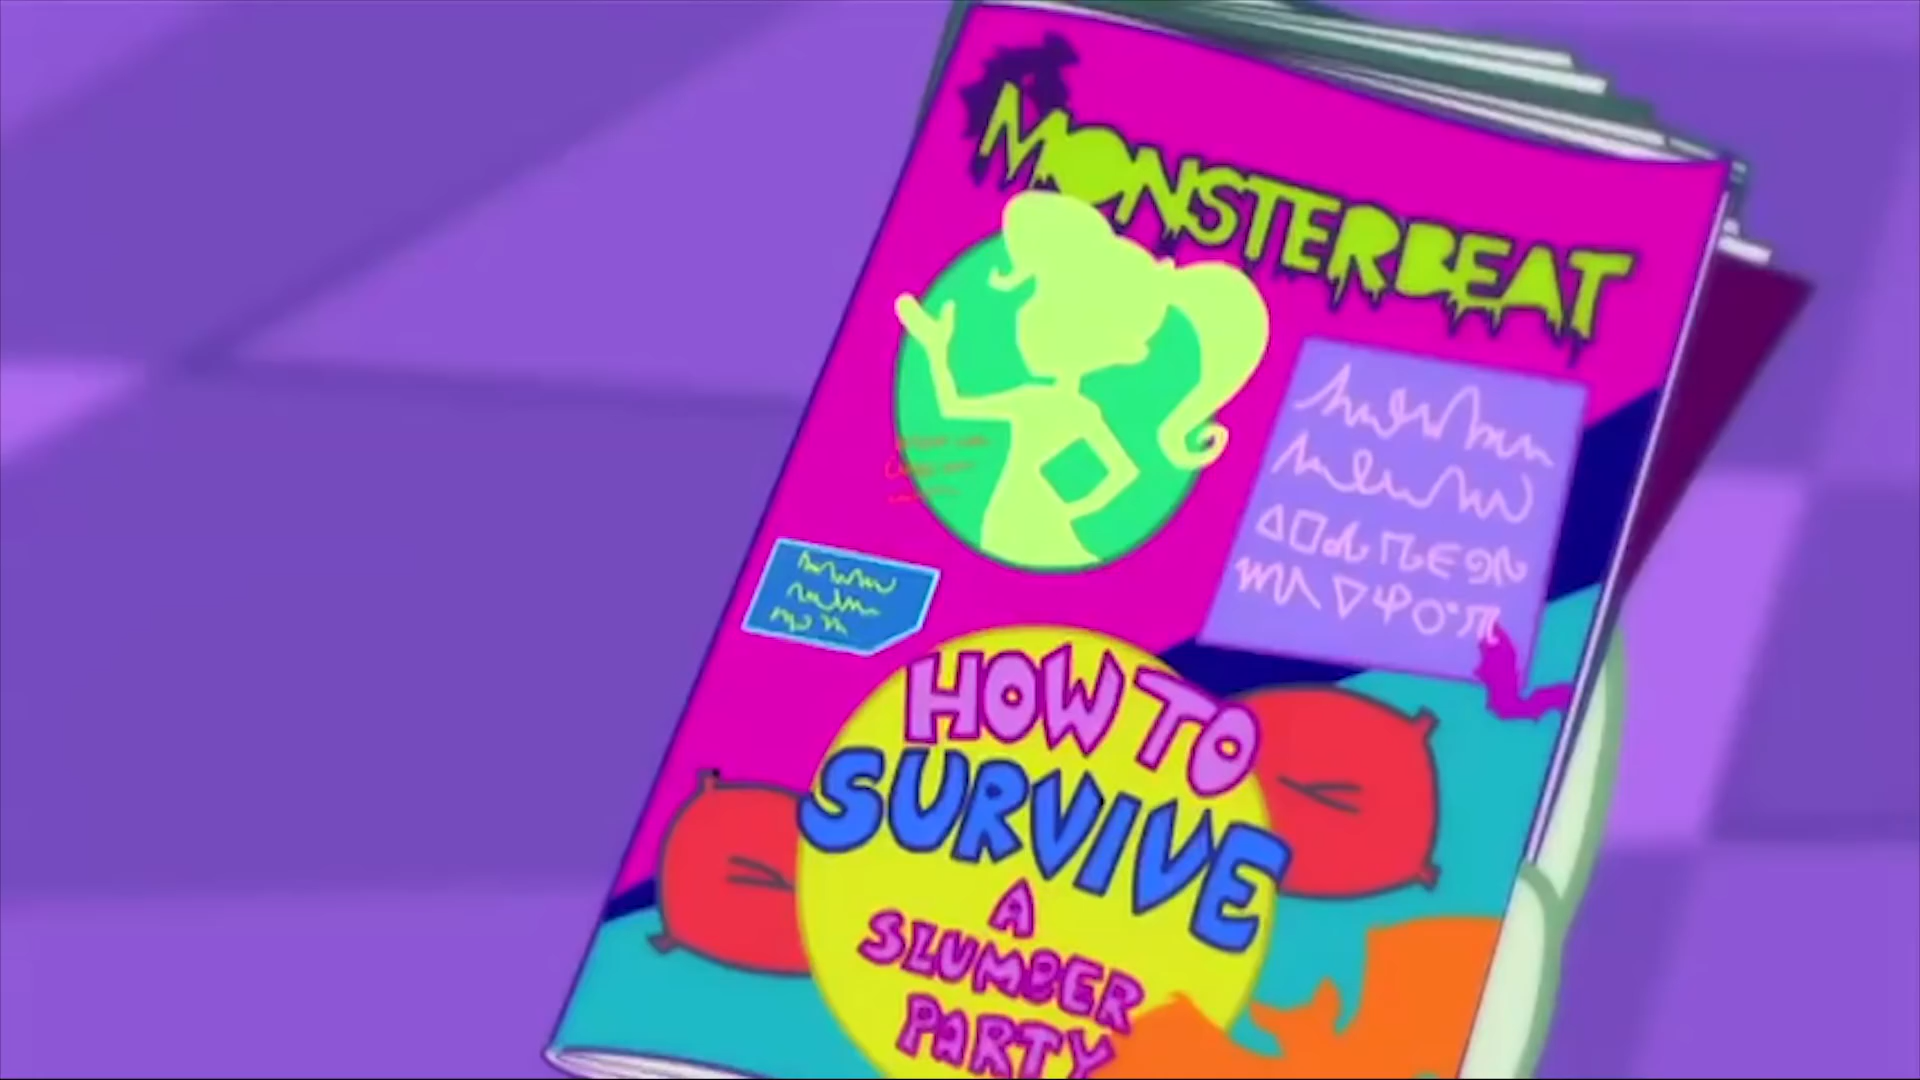 MONSTERBEAT
HOW TO
SURVIVE
A
SLUMBER
PARTY